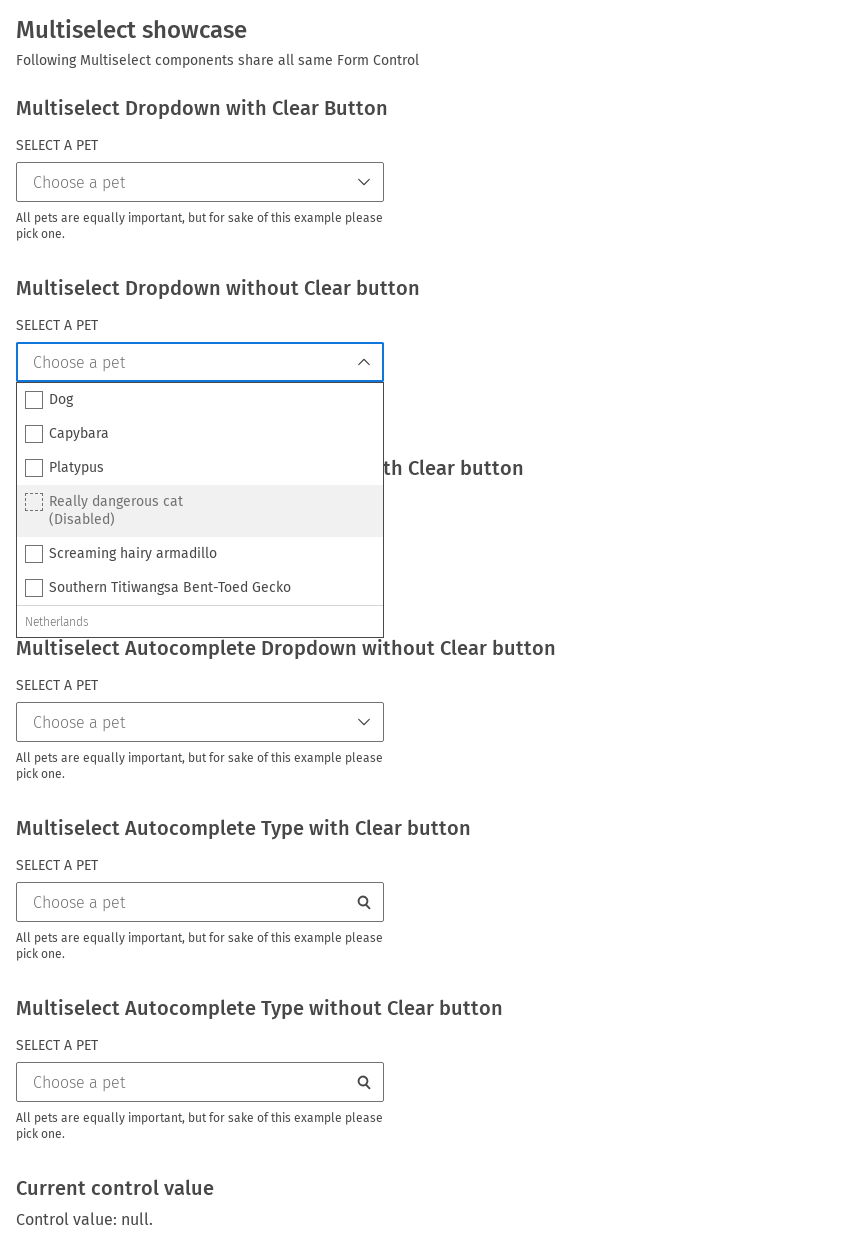 Multiselect showcase
Following Multiselect components share all same Form Control
Multiselect Dropdown with Clear Button
SELECT A PET
Choose a pet
All pets are equally important, but for sake of this example please
pick one.
Multiselect Dropdown without Clear button
SELECT A PET
Choose a pet
Dog
Capybara
Platypus
th Clear button
Really dangerous cat
(Disabled)
Screaming hairy armadillo
Southern Titiwangsa Bent-Toed Gecko
Netherlands
Multiselect Autocomplete Dropdown without Clear button
SELECT A PET
Choose a pet
All pets are equally important, but for sake of this example please
pick one.
Multiselect Autocomplete Type with Clear button
SELECT A PET
Choose a pet
All pets are equally important, but for sake of this example please
pick one.
Multiselect Autocomplete Type without Clear button
SELECT A PET
Choose a pet
All pets are equally important, but for sake of this example please
pick one.
Current control value
Control value: null.